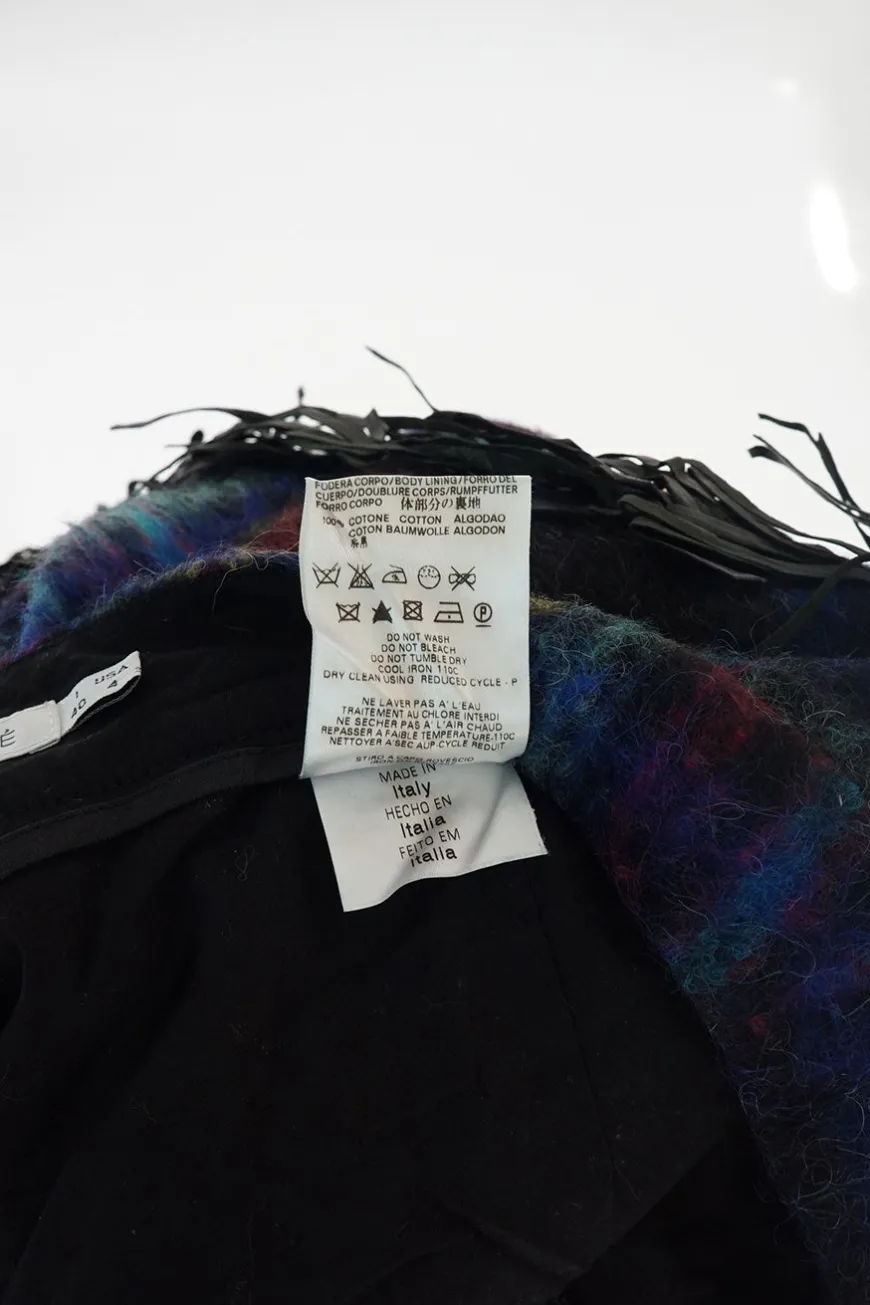 FODERA CORPO/BODY LINING/FORRO DEL
CUERPO/DOUBLURE CORPS/RUMPFFUTTER
FORRO CORPO 体部分の裏地
100% COTONE COTTON ALGODAO
COTON BAUMWOLLE ALGODON
P
DO NOT WASH
DO NOT BLEACH
DO NOT TUMBLE DRY
COOL IRON 110C
DRY CLEAN USING REDUCED CYCLE - P
NE LAVER PAS A' L'EAU
TRAITEMENT AU CHLORE INTERDI
NE SECHER PAS A' L'AIR CHAUD
REPASSER A FAIBLE TEMPERATURE-110C
NETTOYER A'SEC AUP-CYCLE REDUIT
STIRO A CAPO ROVESCIO
MADE IN
Italy
HECHO EN
Italia
FEITO EM
Italia
I USA
40 4
É